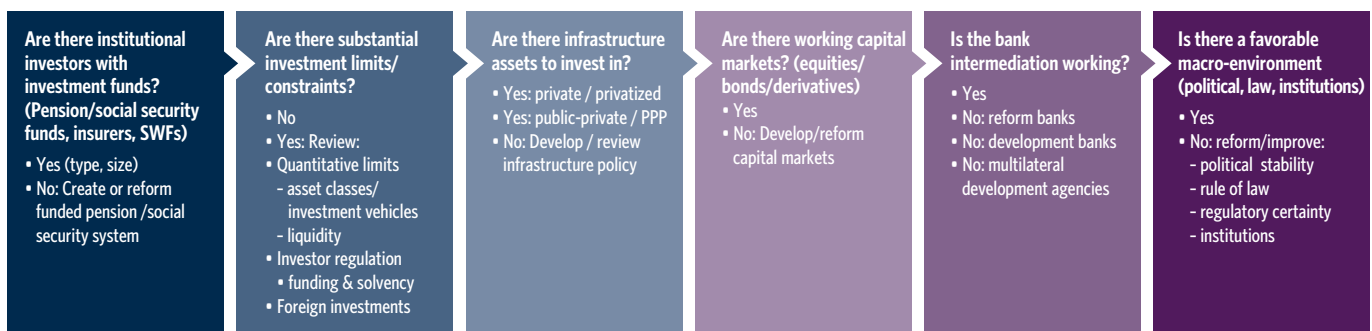 Are there institutional
investors with
investment funds?
(Pension/social security
funds, insurers, SWFs)
• Yes (type, size)
• No: Create or reform
funded pension /social
security system
Are there substantial
investment limits/
constraints?
• No
• Yes: Review:
• Quantitative limits
– asset classes/
investment vehicles
– liquidity
• Investor regulation
• funding & solvency
• Foreign investments
Are there infrastructure
assets to invest in?
• Yes: private / privatized
• Yes: public-private / PPP
• No: Develop / review
infrastructure policy
Are there working capital
markets? (equities/
bonds/derivatives)
• Yes
• No: Develop/reform
capital markets
Is the bank
intermediation working?
• Yes
• No: reform banks
• No: development banks
• No: multilateral
development agencies
Is there a favorable
macro-environment
(political, law, institutions)
• Yes
• No: reform/improve:
– political stability
– rule of law
– regulatory certainty
– institutions